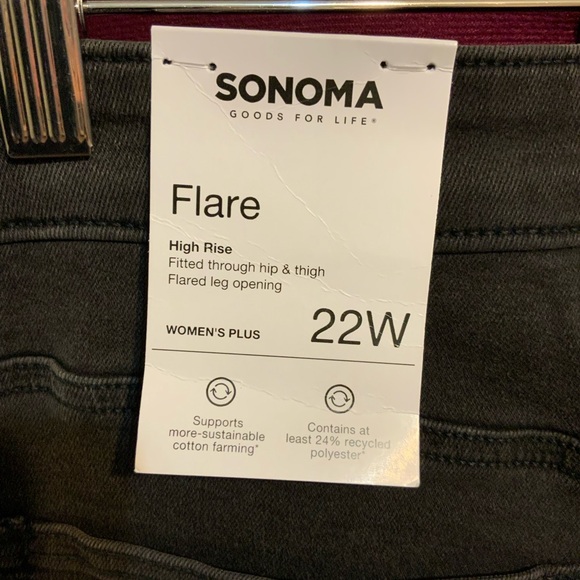 SONOMA
GOODS FOR LIFE®
Flare
High Rise
Fitted through hip & thigh
Flared leg opening
WOMEN'S PLUS 22W
Supports
more-sustainable
cotton farming*
Contains at
least 24% recycled
polyester*